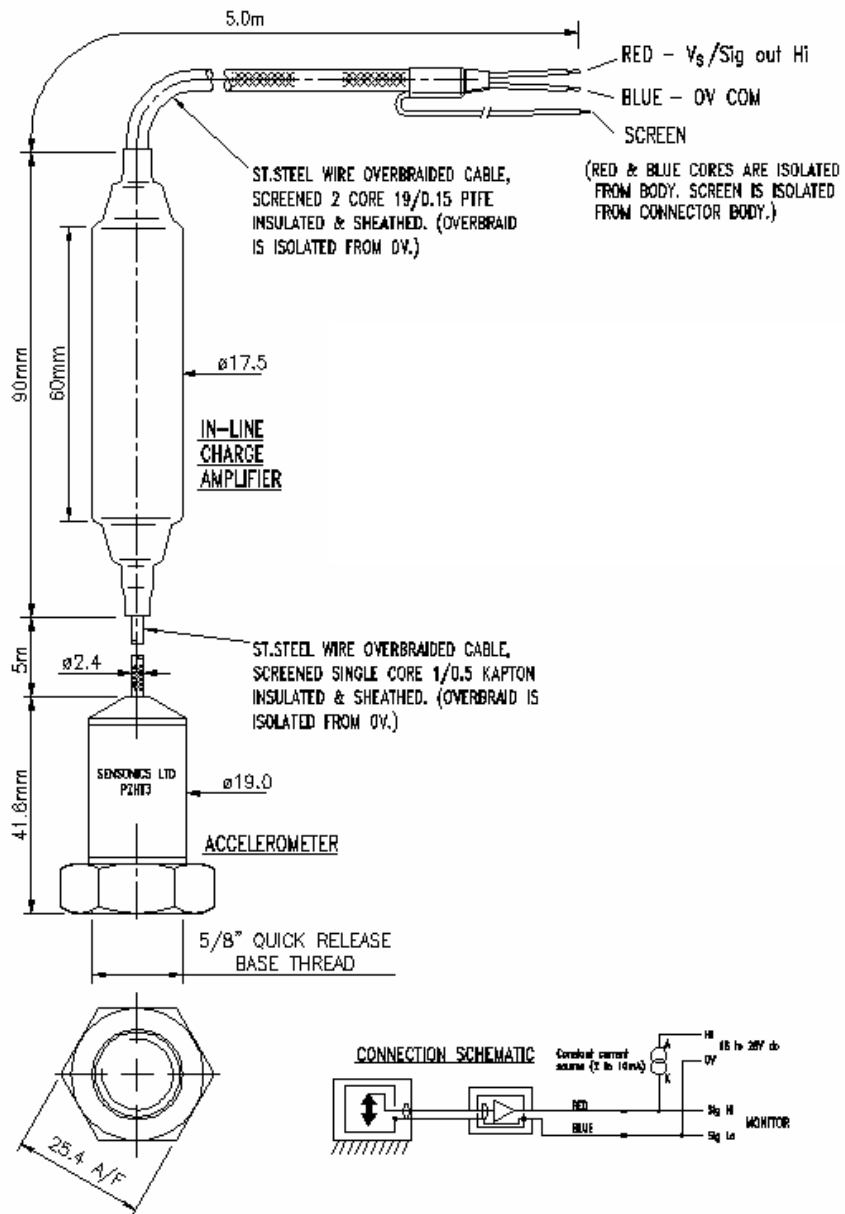 5.0m
RED - Vs/Sig out Hi
BLUE - 0V COM
SCREEN
(RED & BLUE CORES ARE ISOLATED
FROM BODY. SCREEN IS ISOLATED
FROM CONNECTOR BODY.)
ST.STEEL WIRE OVERBRAIDED CABLE,
SCREENED 2 CORE 19/0.15 PTFE
INSULATED & SHEATHED. (OVERBRAID
IS ISOLATED FROM 0V.)
90mm
60mm
ø17.5
IN-LINE
CHARGE
AMPLIFIER
5m
ø2.4
ST.STEEL WIRE OVERBRAIDED CABLE,
SCREENED SINGLE CORE 1/0.5 KAPTON
INSULATED & SHEATHED. (OVERBRAID IS
ISOLATED FROM 0V.)
41.6mm
SENSONICS LTD
PZHT3
ø19.0
ACCELEROMETER
5/8" QUICK RELEASE
BASE THREAD
25.4 A/F
CONNECTION SCHEMATIC
Constant current
source (2 to 10mA)
A
K
Hi
18 to 28V dc
0V
RED
BLUE
Sig Hi
MONITOR
Sig Lo